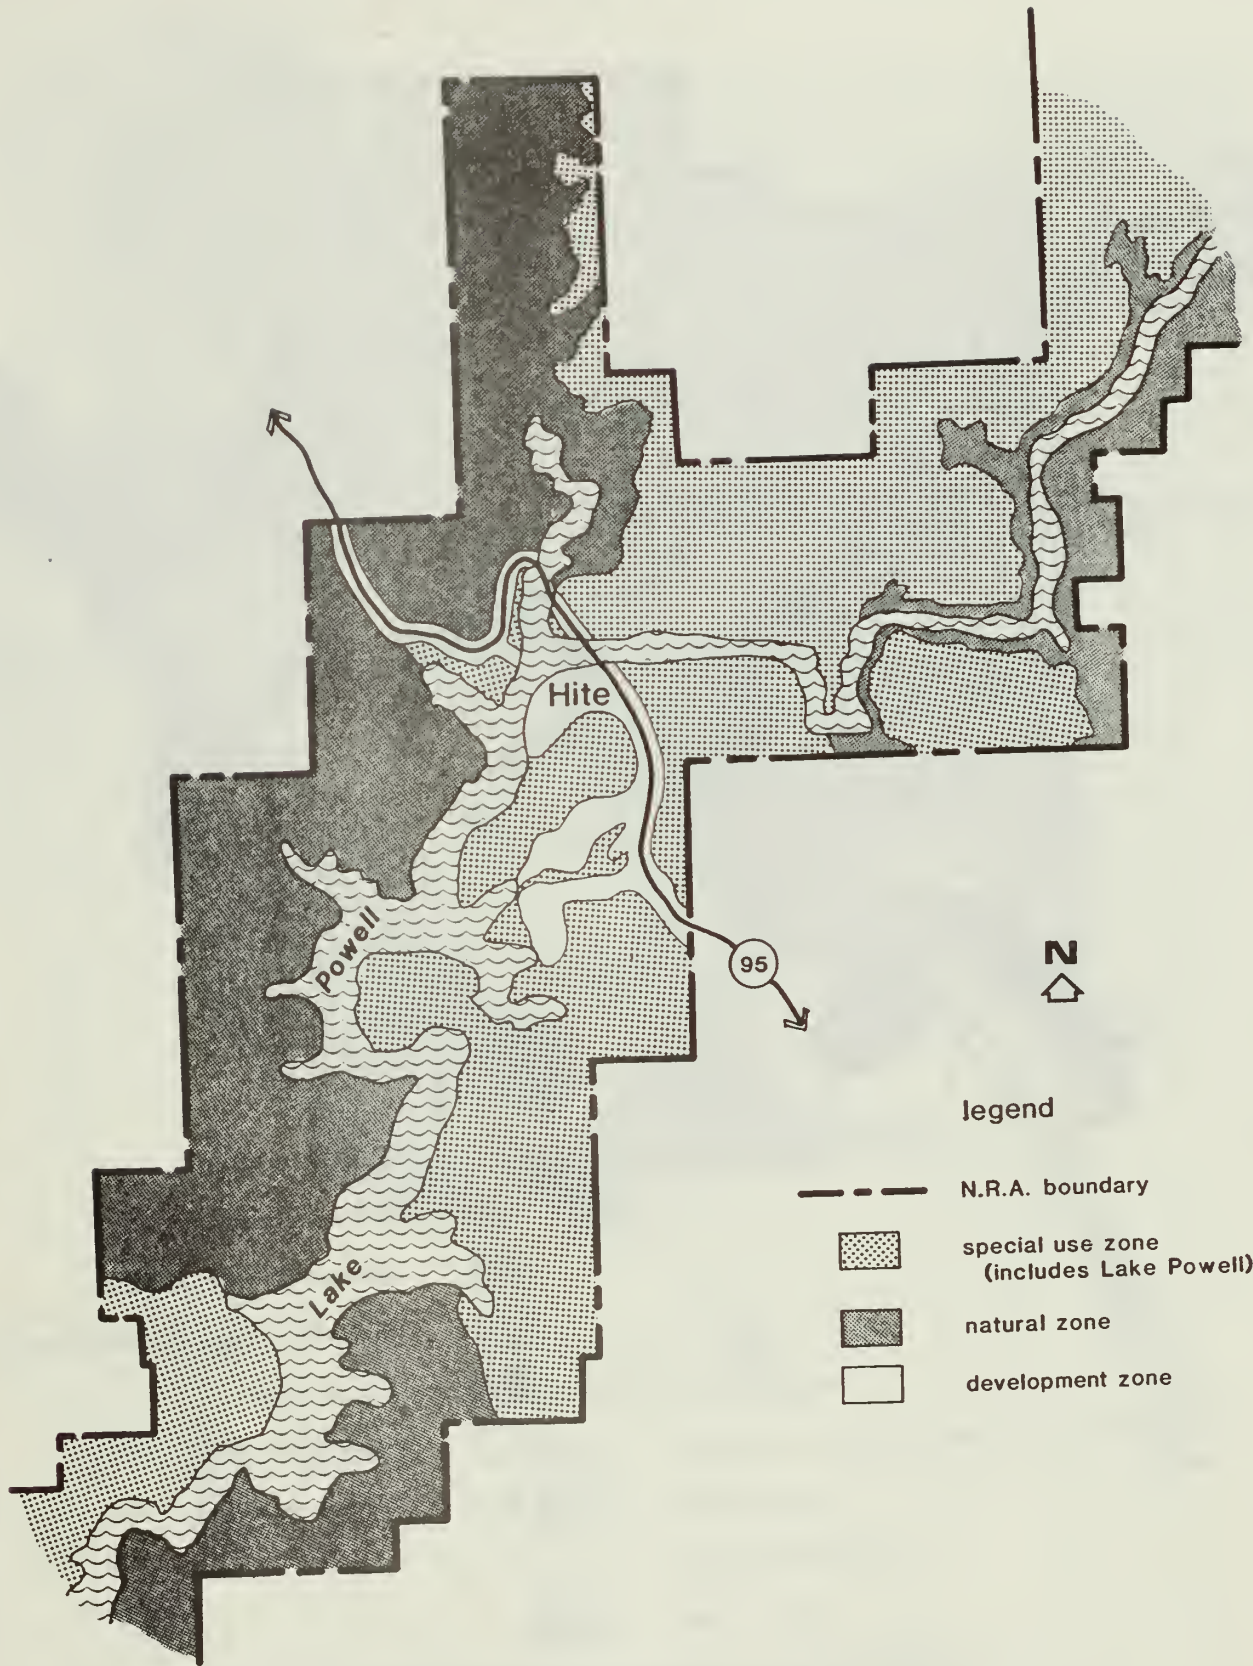 Hite
Powell
95
N
Lake
legend
N.R.A. boundary
special use zone
(includes Lake Powell)
natural zone
development zone